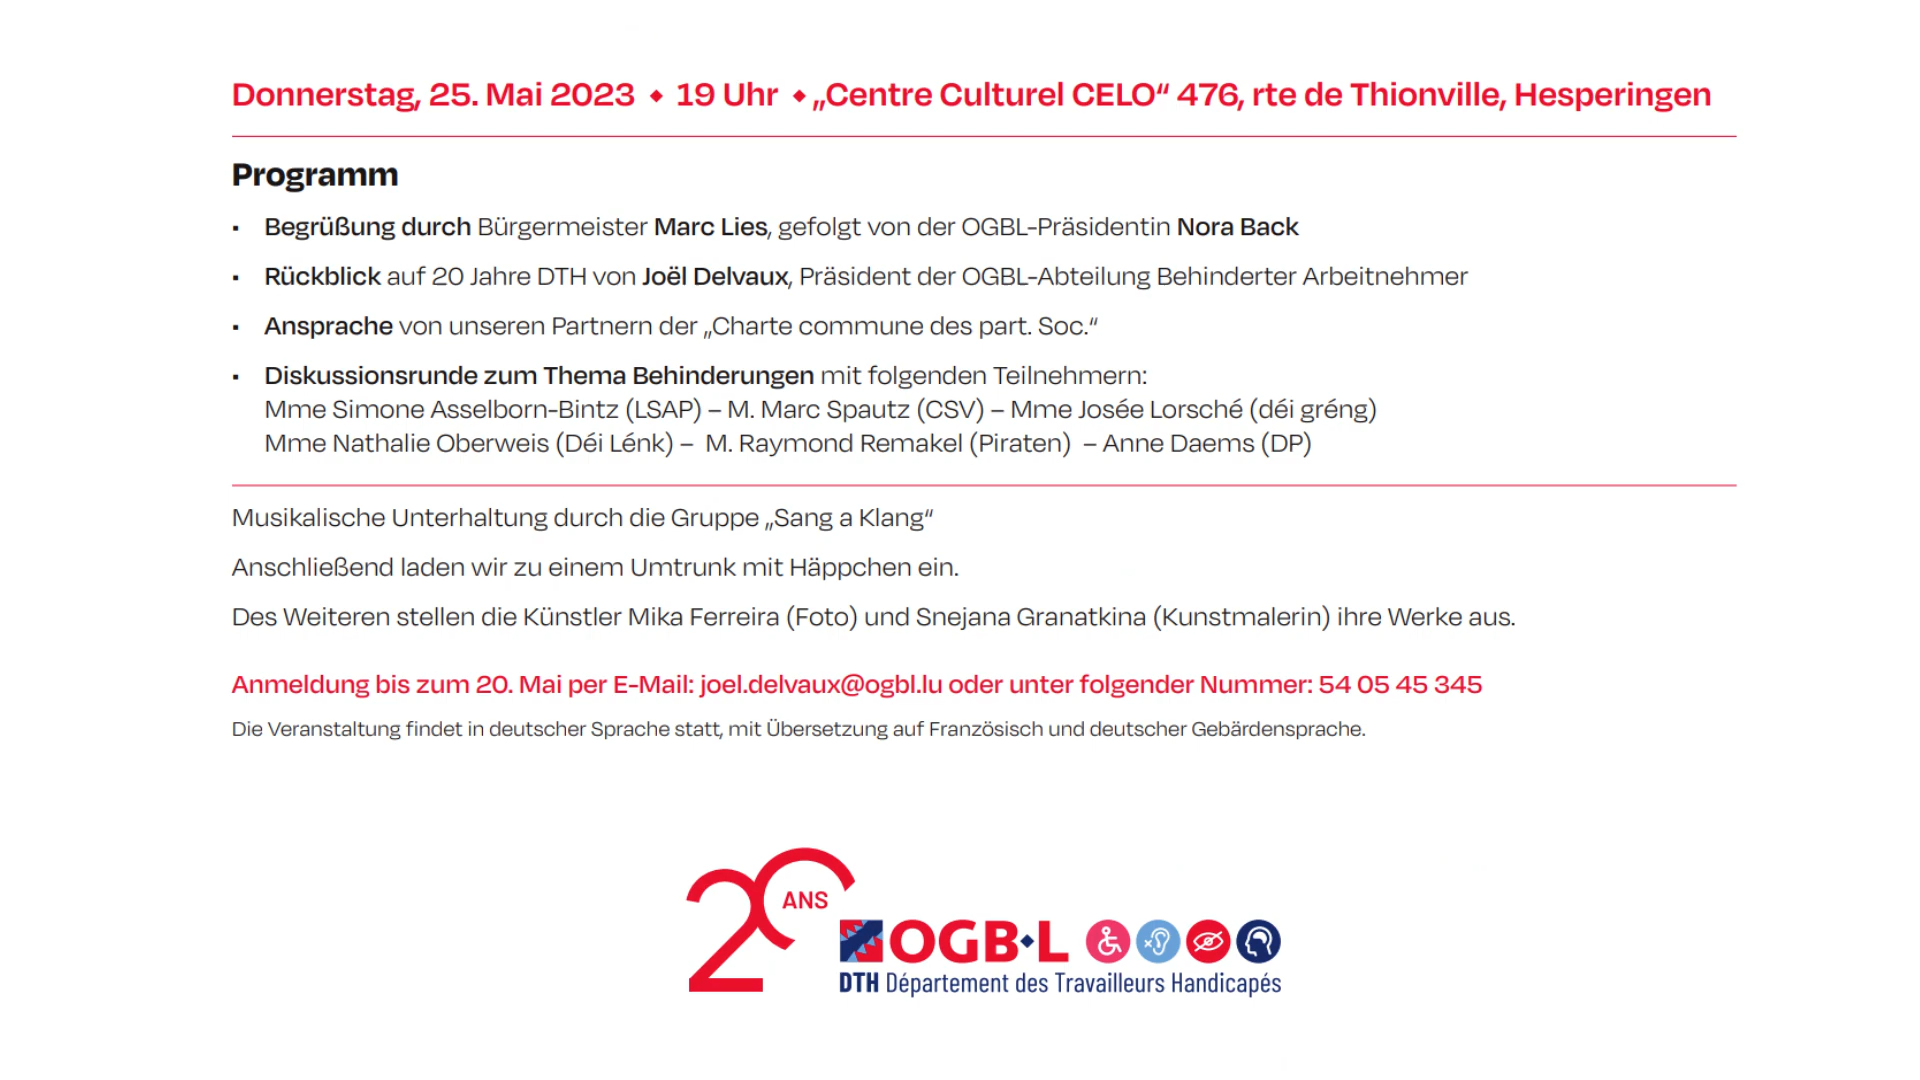 Donnerstag, 25. Mai 2023 ⬥ 19 Uhr ⬥ „Centre Culturel CELO“ 476, rte de Thionville, Hesperingen
Programm
▪ Begrüßung durch Bürgermeister Marc Lies, gefolgt von der OGBL-Präsidentin Nora Back
▪ Rückblick auf 20 Jahre DTH von Joël Delvaux, Präsident der OGBL-Abteilung Behinderter Arbeitnehmer
▪ Ansprache von unseren Partnern der „Charte commune des part. Soc.“
▪ Diskussionsrunde zum Thema Behinderungen mit folgenden Teilnehmern:
Mme Simone Asselborn-Bintz (LSAP) – M. Marc Spautz (CSV) – Mme Josée Lorsché (déi gréng)
Mme Nathalie Oberweis (Déi Lénk) – M. Raymond Remakel (Piraten) – Anne Daems (DP)
Musikalische Unterhaltung durch die Gruppe „Sang a Klang“
Anschließend laden wir zu einem Umtrunk mit Häppchen ein.
Des Weiteren stellen die Künstler Mika Ferreira (Foto) und Snejana Granatkina (Kunstmalerin) ihre Werke aus.
Anmeldung bis zum 20. Mai per E-Mail: joel.delvaux@ogbl.lu oder unter folgender Nummer: 54 05 45 345
Die Veranstaltung findet in deutscher Sprache statt, mit Übersetzung auf Französisch und deutscher Gebärdensprache.
20 ANS
OGB⬥L
DTH Département des Travailleurs Handicapés